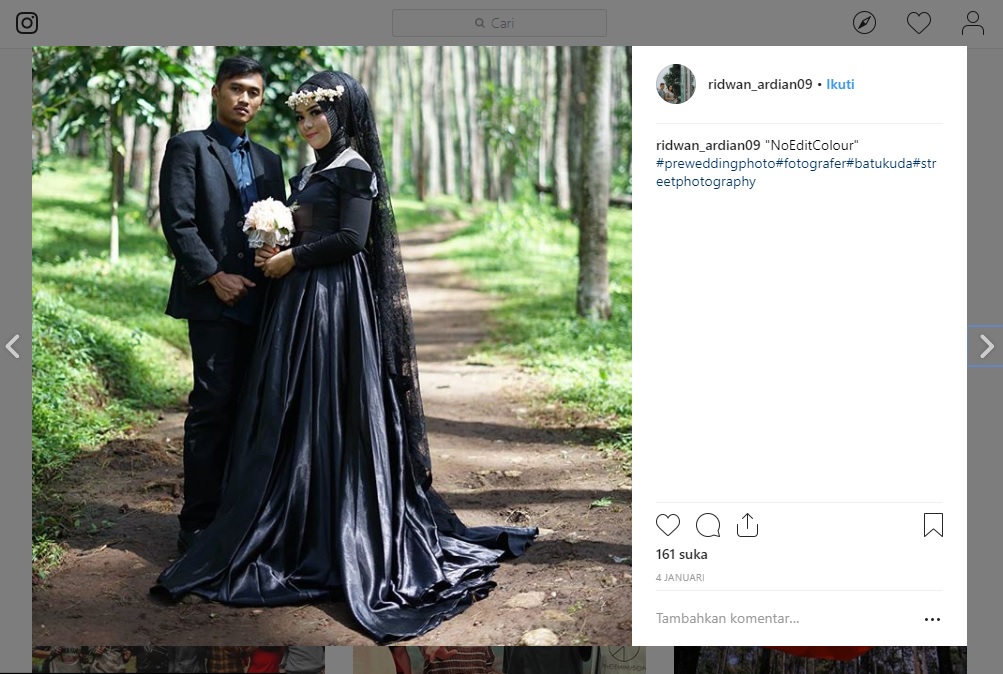 Cari
ridwan_ardian09 • Ikuti
ridwan_ardian09 "NoEditColour"
#preweddingphoto#fotografer#batukuda#str
eetphotography
161 suka
4 JANUARI
Tambahkan komentar...